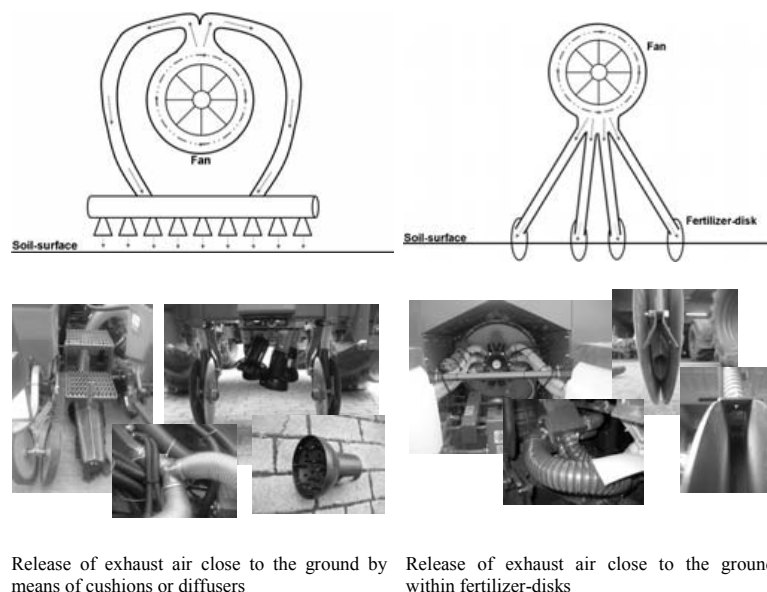 Fan
Soil-surface
Fan
Fertilizer-disk
Soil-surface
Release of exhaust air close to the ground by
means of cushions or diffusers
Release of exhaust air close to the ground
within fertilizer-disks